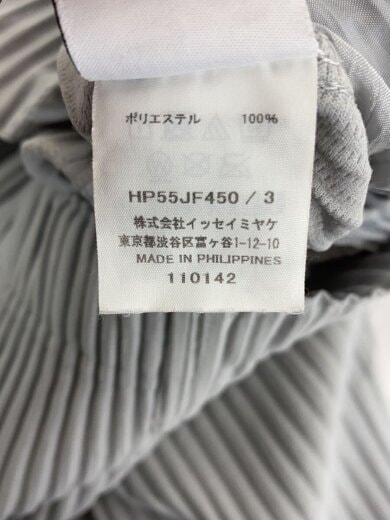 ポリエステル 100%
HP55JF450 / 3
株式会社イッセイミヤケ
東京都渋谷区富ヶ谷1-12-10
MADE IN PHILIPPINES
110142